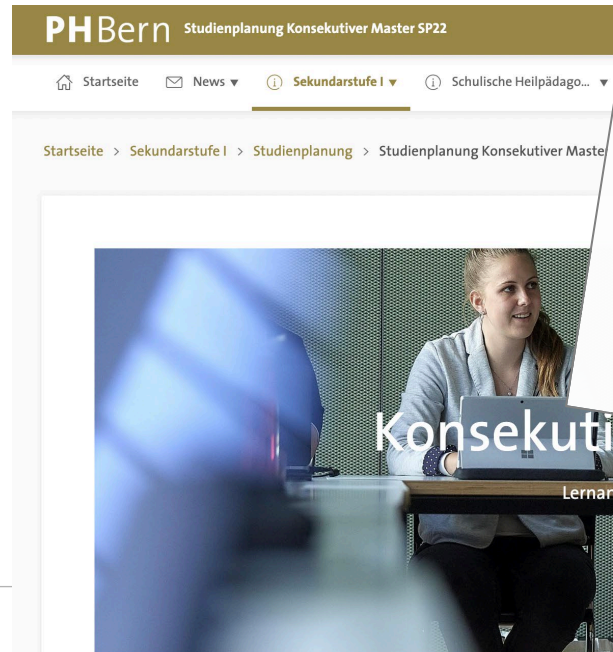 PHBern Studienplanung Konsekutiver Master SP22
Startseite News ▼ Sekundarstufe I ▼ Schulische Heilpädago... ▼
Startseite > Sekundarstufe I > Studienplanung > Studienplanung Konsekutiver Maste
Konsekuti
Lernar